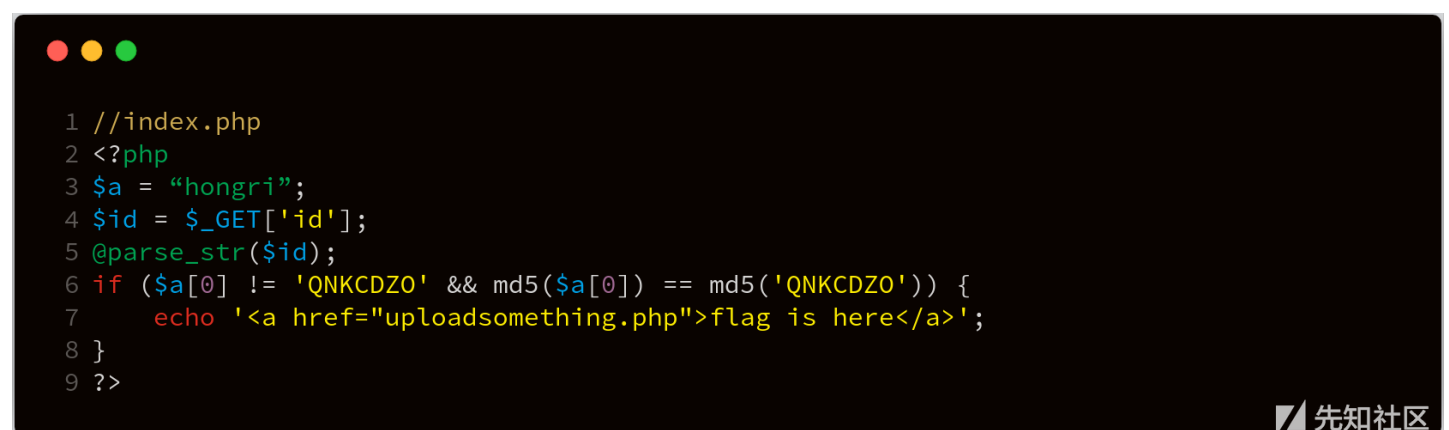 1 //index.php
2 <?php
3 $a = “hongri”;
4 $id = $_GET['id'];
5 @parse_str($id);
6 if ($a[0] != 'QNKCDZO' && md5($a[0]) == md5('QNKCDZO')) {
7     echo '<a href="uploadsomething.php">flag is here</a>';
8 }
9 ?>
先知社区